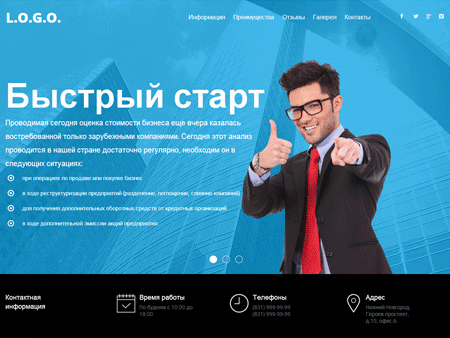 L.O.G.O.
Информация Преимущества Отзывы Галерея Контакты
Быстрый старт
Проводимая сегодня оценка стоимости бизнеса еще вчера казалась
востребованной только зарубежными компаниями. Сегодня этот анализ
проводится в нашей стране достаточно регулярно, необходим он в
следующих ситуациях:
при операциях по продаже или покупке бизнес
в ходе реструктуризации предприятий (разделение, поглощение, слияние компаний)
для получения дополнительных оборотных средств от кредитных организаций
в ходе дополнительной эмиссии акций предприятия
Контактная
информация
Время работы
По будням с 10:00 до
18:00
Телефоны
(831) 999-99-99
(831) 999-99-99
Адрес
Нижний Новгород,
Героев проспект,
д.10, офис 6.